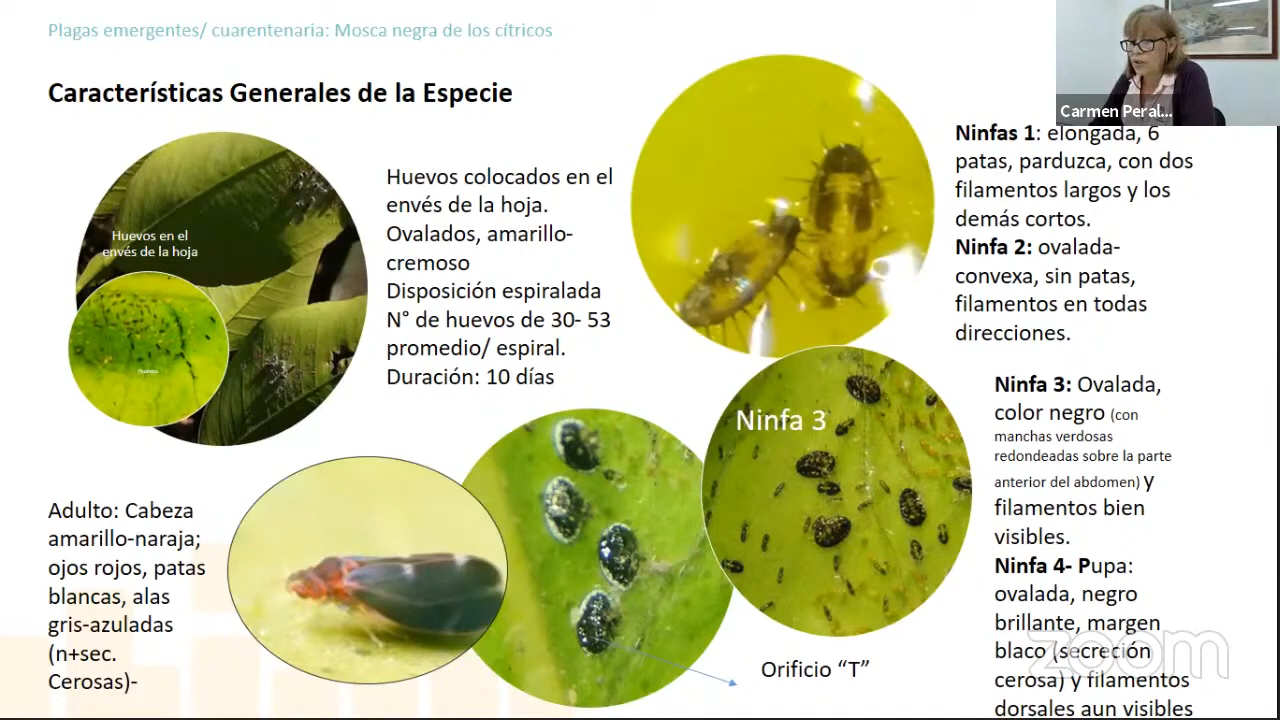 Plagas emergentes/ cuarentenaria: Mosca negra de los cítricos
Características Generales de la Especie
Carmen Peral...
Huevos en el
envés de la hoja
Huevos
Huevos colocados en el
envés de la hoja.
Ovalados, amarillo-
cremoso
Disposición espiralada
N° de huevos de 30- 53
promedio/ espiral.
Duración: 10 días
Ninfas 1: elongada, 6
patas, parduzca, con dos
filamentos largos y los
demás cortos.
Ninfa 2: ovalada-
convexa, sin patas,
filamentos en todas
direcciones.
Ninfa 3
Ninfa 3: Ovalada,
color negro (con
manchas verdosas
redondeadas sobre la parte
anterior del abdomen) y
filamentos bien
visibles.
Ninfa 4- Pupa:
ovalada, negro
brillante, margen
blaco (secreción
cerosa) y filamentos
dorsales aun visibles
Adulto: Cabeza
amarillo-naraja;
ojos rojos, patas
blancas, alas
gris-azuladas
(n+sec.
Cerosas)-
Orificio “T”
zoom